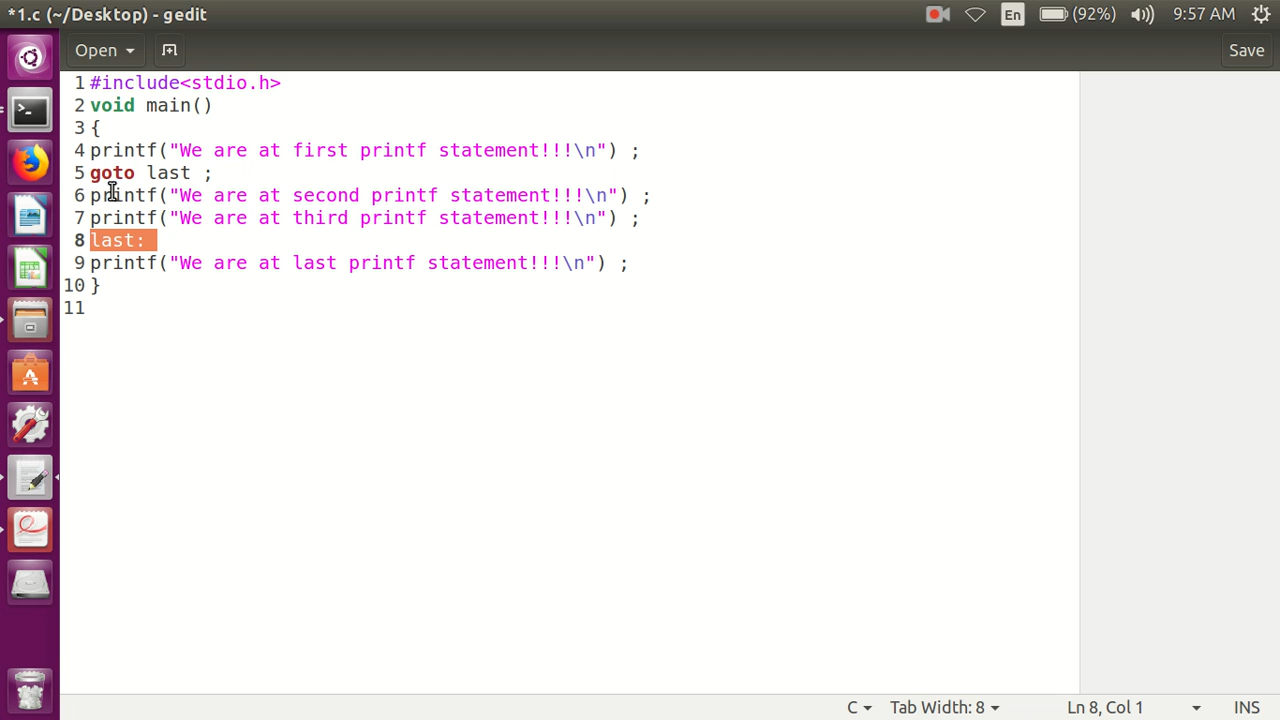 *1.c (~/Desktop) - gedit
En
(92%)
9:57 AM
Open
Save
1 #include<stdio.h>
2 void main()
3 {
4 printf("We are at first printf statement!!!\n") ;
5 goto last ;
6 printf("We are at second printf statement!!!\n") ;
7 printf("We are at third printf statement!!!\n") ;
8 last:
9 printf("We are at last printf statement!!!\n") ;
10 }
11
C
Tab Width: 8
Ln 8, Col 1
INS